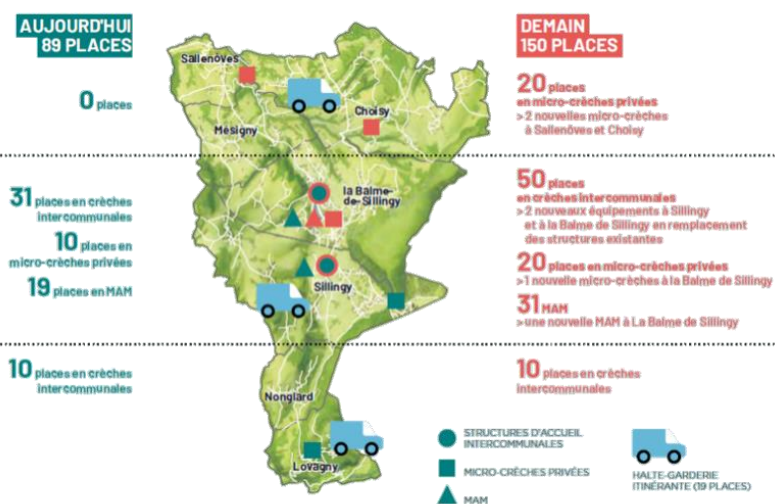 AUJOURD'HUI
89 PLACES
0 places
31 places en crèches
intercommunales
10 places en
micro-crèches privées
19 places en MAM
10 places en crèches
intercommunales
Sallenôves
Mésigny
Choisy
la Balme-
de-Sillingy
Sillingy
Nonglard
Lovagny
DEMAIN
150 PLACES
20 places
en micro-crèches privées
> 2 nouvelles micro-crèches
à Sallenôves et Choisy
50 places
en crèches intercommunales
> 2 nouveaux équipements à Sillingy
et à la Balme de Sillingy en remplacement
des structures existantes
20 places en micro-crèches privées
> 1 nouvelle micro-crèches à la Balme de Sillingy
31 MAM
> une nouvelle MAM à La Balme de Sillingy
10 places en crèches
intercommunales
STRUCTURES D'ACCUEIL
INTERCOMMUNALES
MICRO-CRÈCHES PRIVÉES
MAM
HALTE-GARDERIE
ITINÉRANTE (19 PLACES)